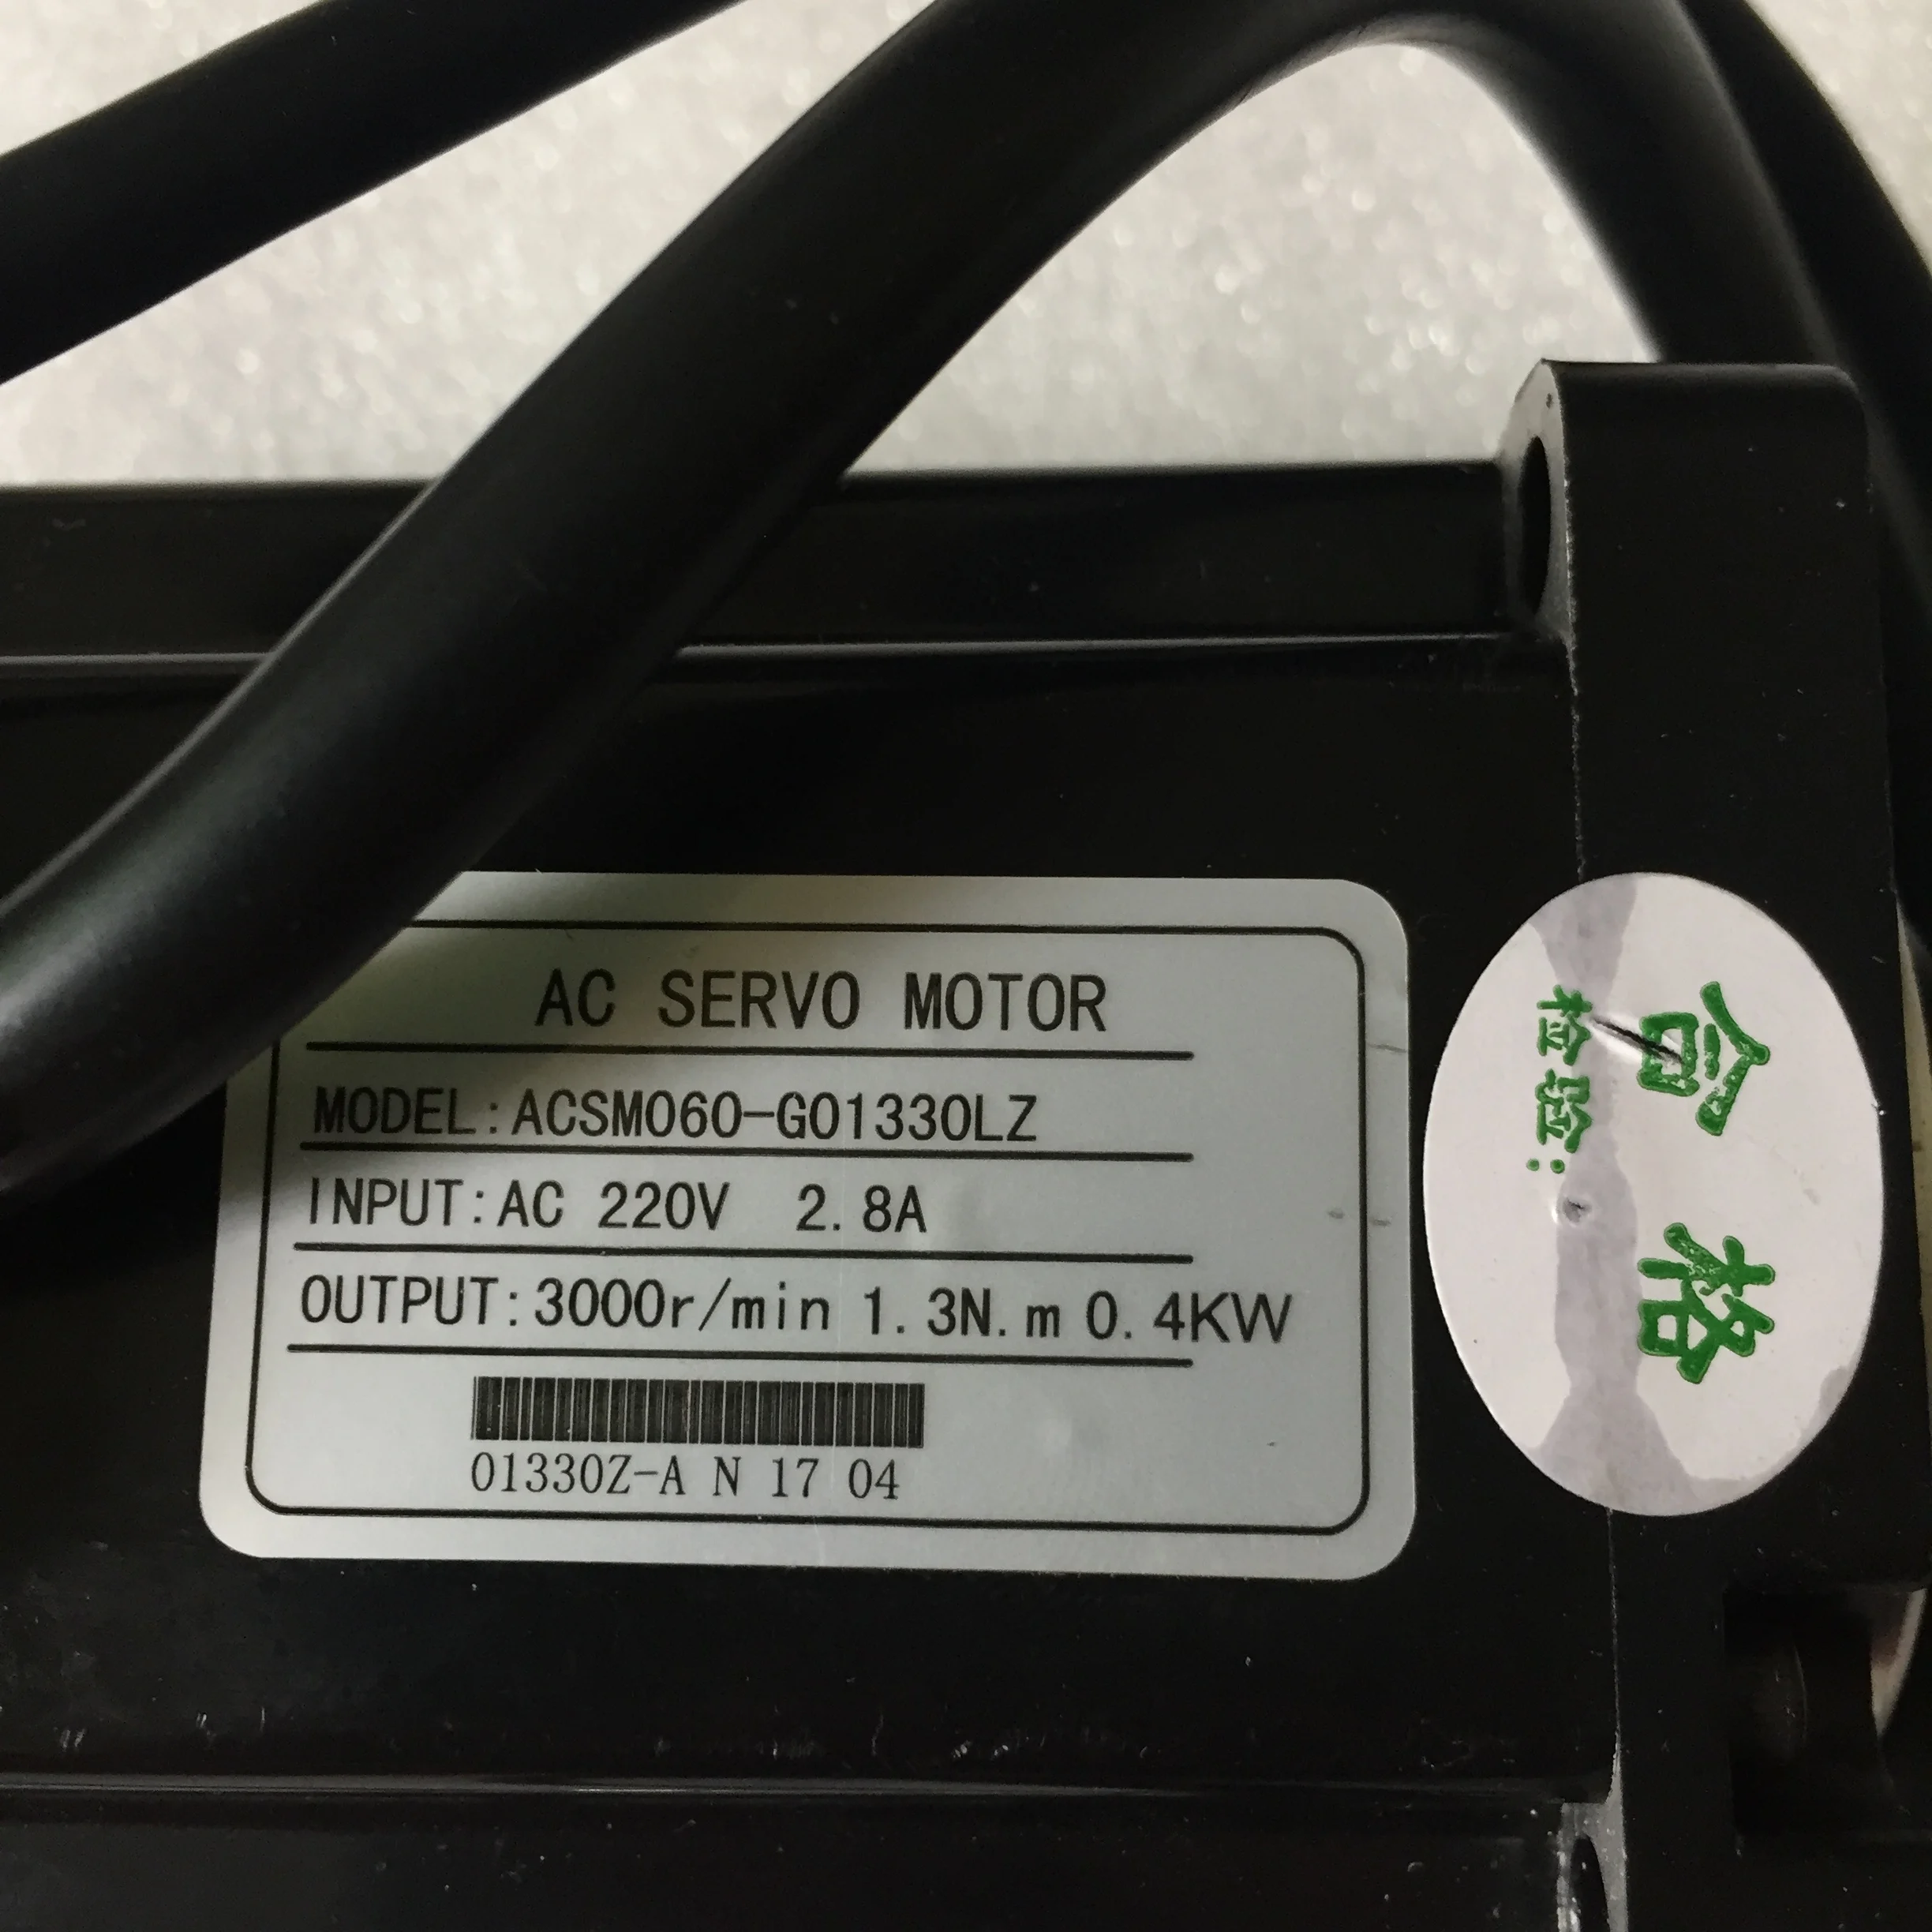 AC SERVO MOTOR
MODEL:ACSM060-G01330LZ
INPUT:AC 220V 2.8A
OUTPUT:3000r/min 1.3N.m 0.4KW
01330Z-A N 17 04
合格
检验: